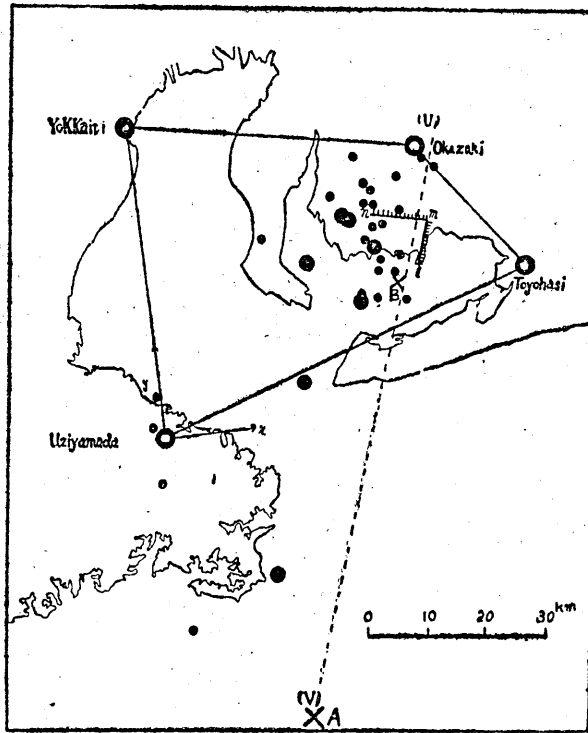 (U)
Yokkaiti
Okazaki
n m
B
Toyohasi
y
Uziyamada
x
0 10 20 30 km
(V)
A